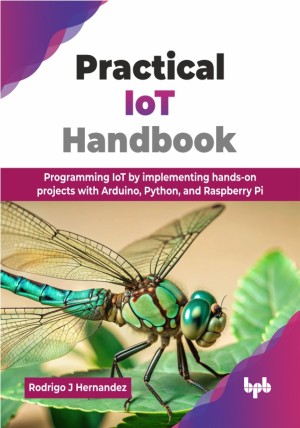 Practical
IoT
Handbook
Programming IoT by implementing hands-on
projects with Arduino, Python, and Raspberry Pi
Rodrigo J Hernandez
bpb